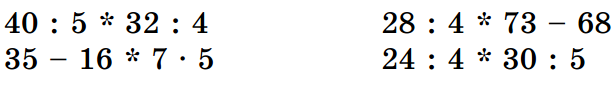 40 : 5 * 32 : 4
35 – 16 * 7 · 5
28 : 4 * 73 – 68
24 : 4 * 30 : 5